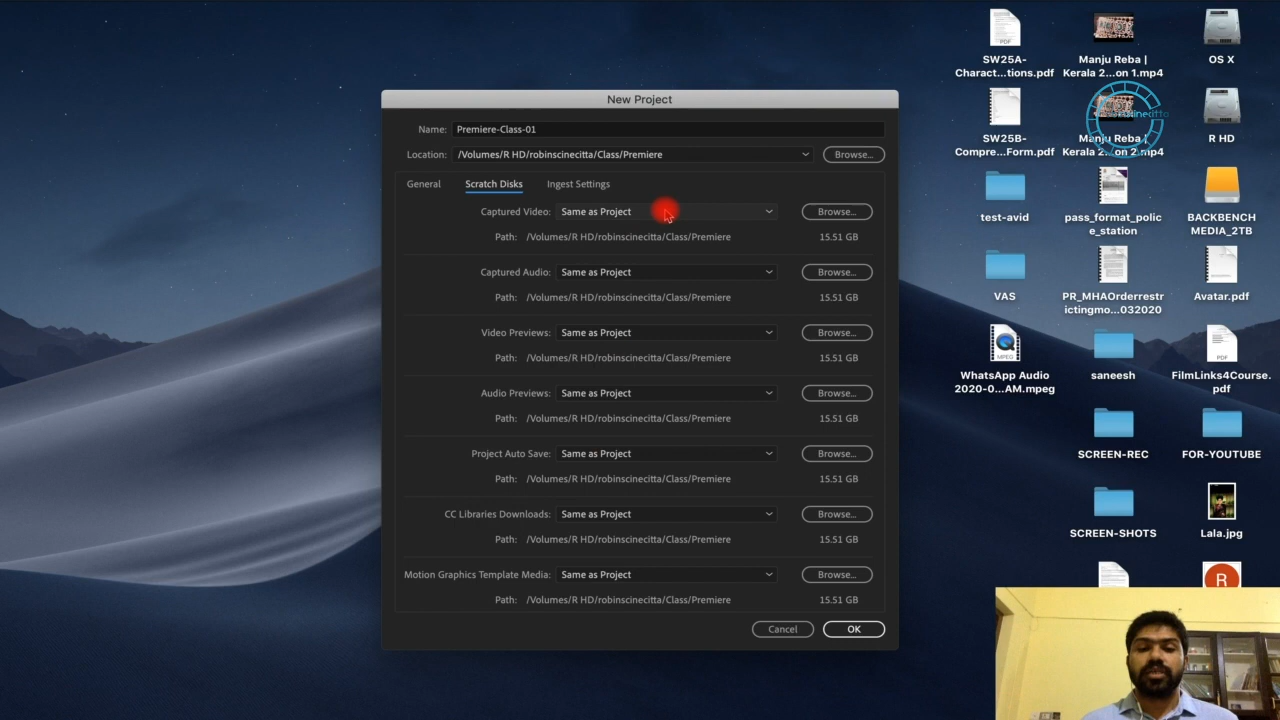 New Project
Name: Premiere-Class-01
Location: /Volumes/R HD/robinscinecitta/Class/Premiere Browse...
General Scratch Disks Ingest Settings
Captured Video: Same as Project Browse...
Path: /Volumes/R HD/robinscinecitta/Class/Premiere 15.51 GB
Captured Audio: Same as Project Browse...
Path: /Volumes/R HD/robinscinecitta/Class/Premiere 15.51 GB
Video Previews: Same as Project Browse...
Path: /Volumes/R HD/robinscinecitta/Class/Premiere 15.51 GB
Audio Previews: Same as Project Browse...
Path: /Volumes/R HD/robinscinecitta/Class/Premiere 15.51 GB
Project Auto Save: Same as Project Browse...
Path: /Volumes/R HD/robinscinecitta/Class/Premiere 15.51 GB
CC Libraries Downloads: Same as Project Browse...
Path: /Volumes/R HD/robinscinecitta/Class/Premiere 15.51 GB
Motion Graphics Template Media: Same as Project Browse...
Path: /Volumes/R HD/robinscinecitta/Class/Premiere 15.51 GB
Cancel OK
PDF
SW25A-
Charact...tions.pdf
Manju Reba |
Kerala 2...on 1.mp4
OS X
SW25B-
Compre...Form.pdf
Manju Reba |
Kerala 2...on 2.mp4
R HD
test-avid
pass_format_polic
e_station
BACKBENCH
MEDIA_2TB
VAS
PR_MHAOrderrestr
ictingmo...032020
Avatar.pdf
MPEG
WhatsApp Audio
2020-0...AM.mpeg
saneesh
PDF
FilmLinks4Course.
pdf
SCREEN-REC
FOR-YOUTUBE
SCREEN-SHOTS
Lala.jpg
R